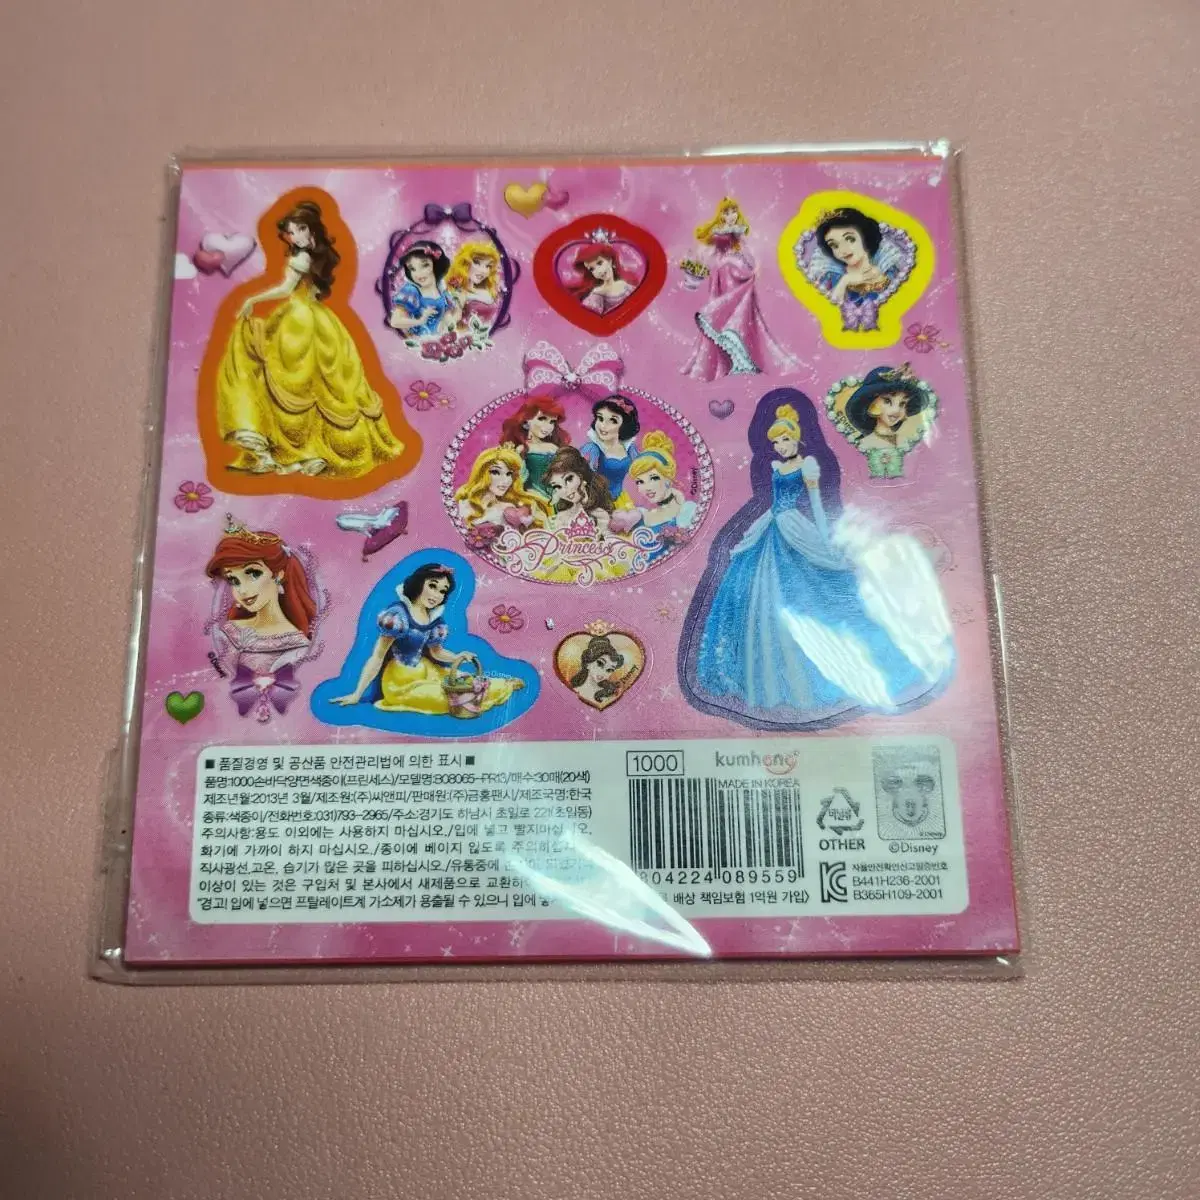 Princess
©Disney
©Disney
©Disney
©Disney
■ 품질경영 및 공산품 안전관리법에 의한 표시 ■
품명:1000손바닥양면색종이(프린세스)/모델명:B08065-PR13/매수:30매(20색)
제조년월:2013년 3월/제조원:(주)씨앤피/판매원:(주)금홍팬시/제조국명:한국
종류:색종이/전화번호:031)793-2965/주소:경기도 하남시 초일로 221(초일동)
주의사항:용도 이외에는 사용하지 마십시오./입에 넣고 빨지마십시오.
화기에 가까이 하지 마십시오./종이에 베이지 않도록 주의하십
직사광선,고온, 습기가 많은 곳을 피하십시오./유통중에
이상이 있는 것은 구입처 및 본사에서 새제품으로 교환하
"경고! 입에 넣으면 프탈레이트계 가소제가 용출될 수 있으니 입에 넣
배상 책임보험 1억원 가입>
1000
kumhong
MADE IN KOREA
804224 089559
비닐류
OTHER
©Disney
©Disney
자율안전확인신고필증번호
B441H236-2001
B365H109-2001